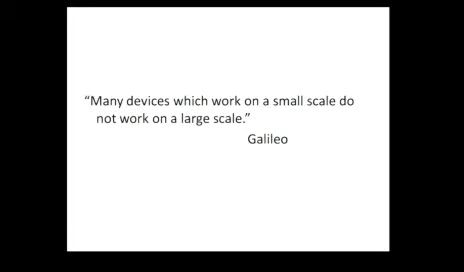 “Many devices which work on a small scale do
not work on a large scale.”
Galileo